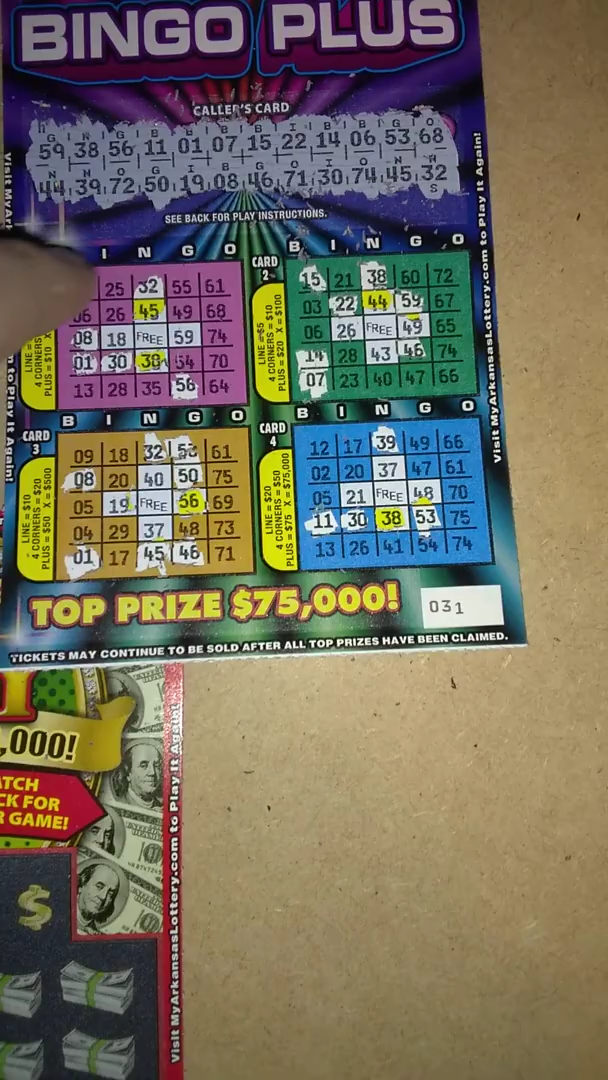 BINGO PLUS
CALLER'S CARD
G I N G I B B B I B B G O
59 38 56 11 01 07 15 22 14 06 53 68
N N O G I B G O I O N N
44 39 72 50 19 08 46 71 30 74 45 32
S
SEE BACK FOR PLAY INSTRUCTIONS.
I N G O
25 32 55 61
06 26 45 49 68
08 18 FREE 59 74
01 30 38 54 70
13 28 35 56 64
CARD
2
LINE = $5
4 CORNERS = $10
PLUS = $20 X = $100
B I N G O
15 21 38 60 72
03 22 44 59 67
06 26 FREE 49 65
14 28 43 46 74
07 23 40 47 66
CARD
3
LINE = $10
4 CORNERS = $20
PLUS = $50 X = $500
B I N G O
09 18 32 53 61
08 20 40 50 75
05 19 FREE 56 69
04 29 37 48 73
01 17 45 46 71
CARD
4
LINE = $20
4 CORNERS = $50
PLUS = $75 X = $75,000
B I N G O
12 17 39 49 66
02 20 37 47 61
05 21 FREE 48 70
11 30 38 53 75
13 26 41 54 74
TOP PRIZE $75,000!
031
TICKETS MAY CONTINUE TO BE SOLD AFTER ALL TOP PRIZES HAVE BEEN CLAIMED.
Visit MyArkansasLottery.com to Play It Again!
,000!
ATCH
CK FOR
R GAME!
$
100
Visit MyArkansasLottery.com to Play It Again!